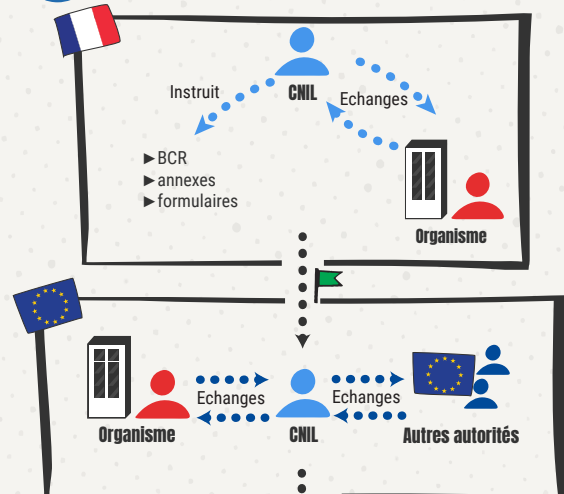 Instruit
CNIL
Echanges
►BCR
►annexes
►formulaires
Organisme
Echanges
Echanges
Organisme
CNIL
Autres autorités